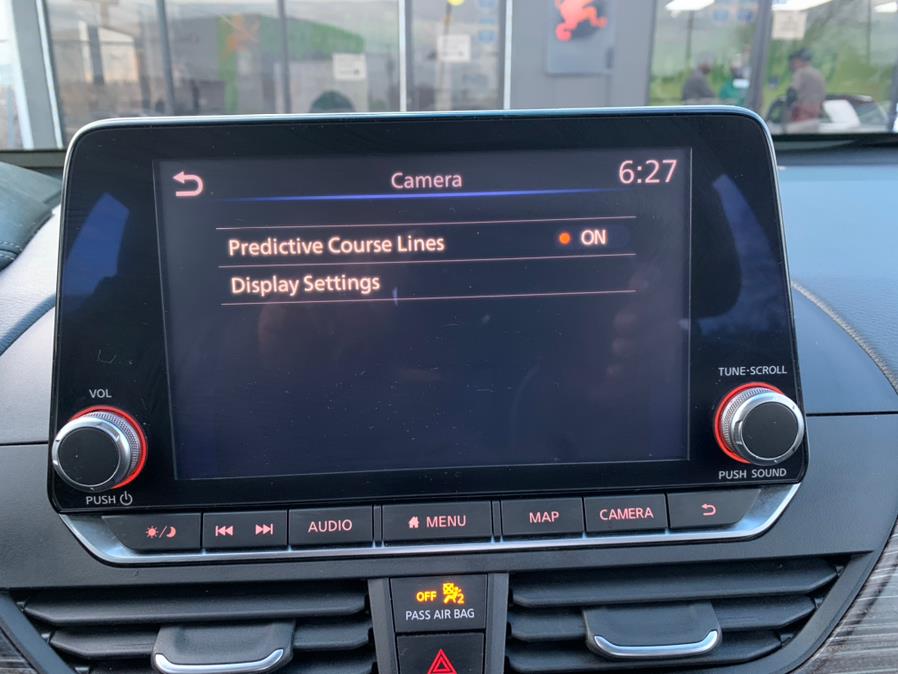 Camera
6:27
Predictive Course Lines
ON
Display Settings
VOL
TUNE·SCROLL
PUSH
PUSH SOUND
AUDIO
MENU
MAP
CAMERA
OFF
2
PASS AIR BAG